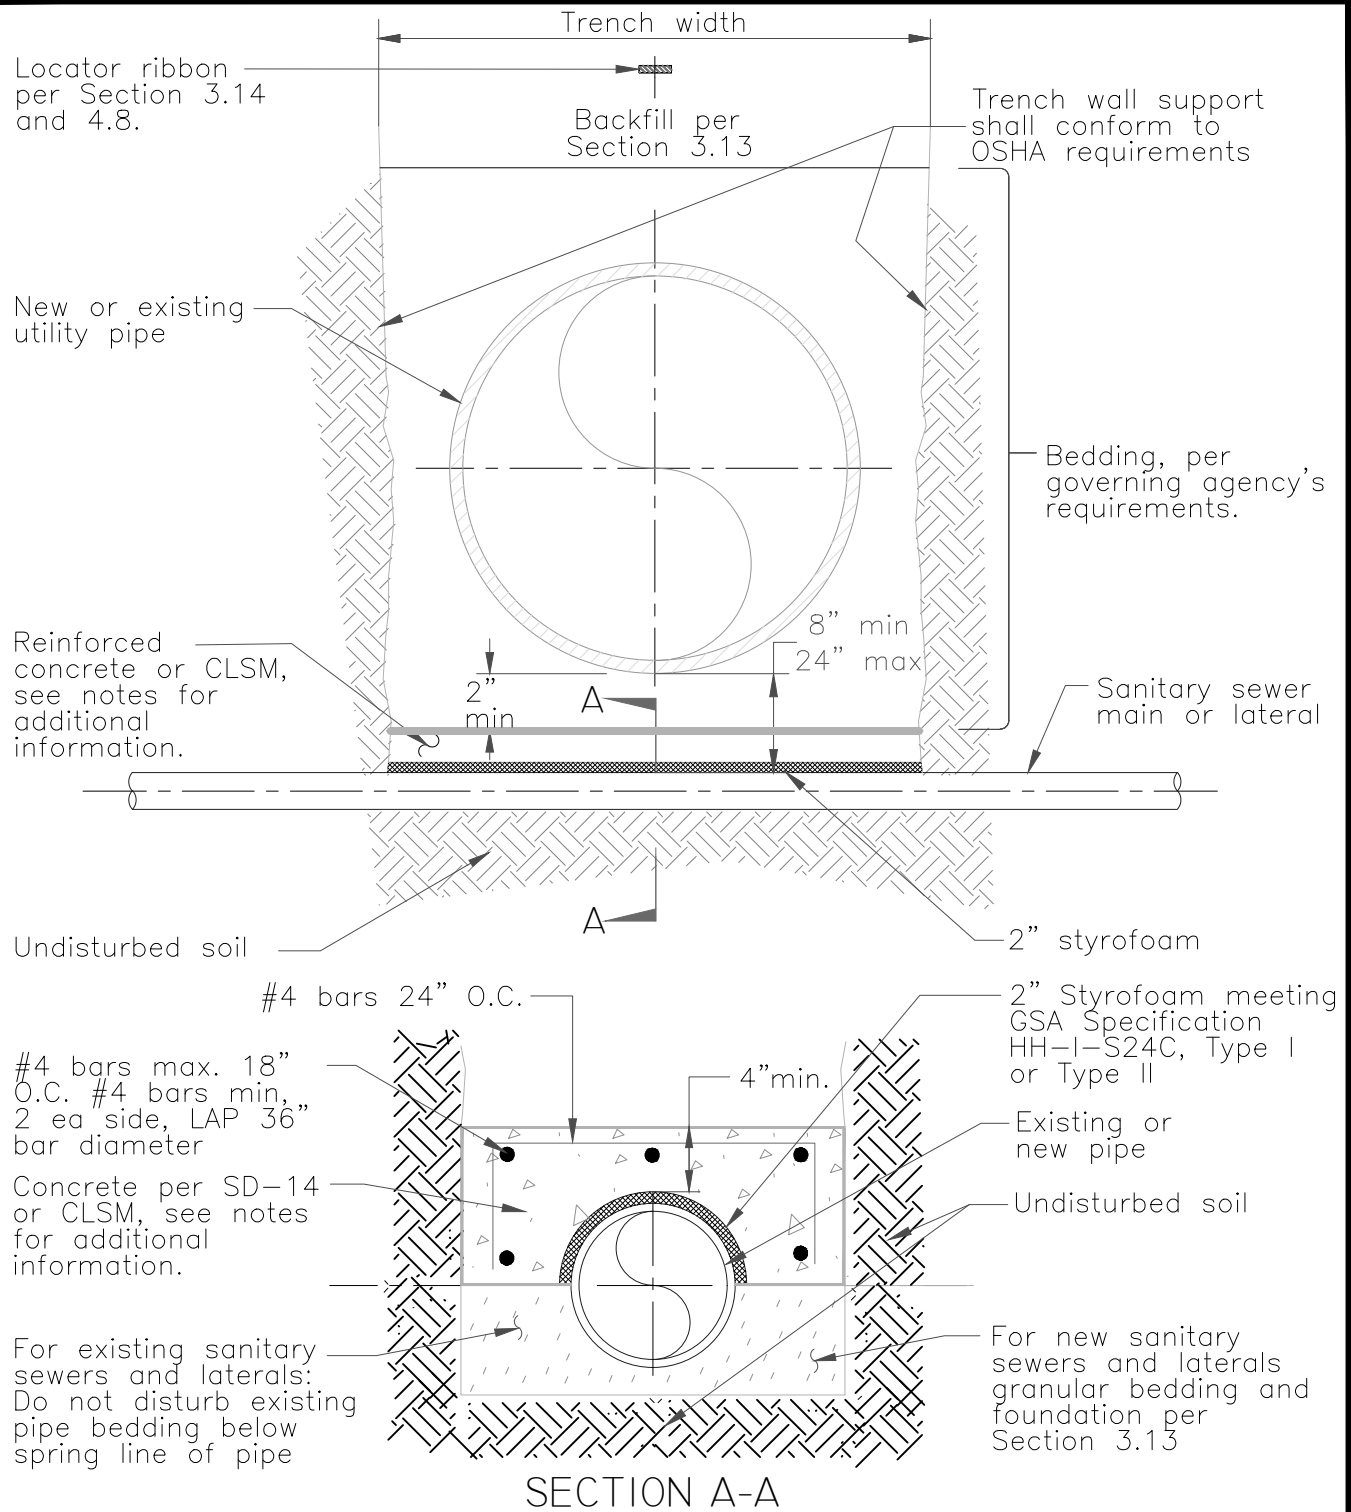 Trench width
Locator ribbon
per Section 3.14
and 4.8.
Backfill per
Section 3.13
Trench wall support
shall conform to
OSHA requirements
New or existing
utility pipe
Bedding, per
governing agency's
requirements.
8" min
24" max
Reinforced
concrete or CLSM,
see notes for
additional
information.
2"
min
A
Sanitary sewer
main or lateral
A
Undisturbed soil
2" styrofoam
#4 bars 24" O.C.
2" Styrofoam meeting
GSA Specification
HH-I-S24C, Type I
or Type II
#4 bars max. 18"
O.C. #4 bars min,
2 ea side, LAP 36"
bar diameter
4"min.
Existing or
new pipe
Concrete per SD-14
or CLSM, see notes
for additional
information.
Undisturbed soil
For existing sanitary
sewers and laterals:
Do not disturb existing
pipe bedding below
spring line of pipe
For new sanitary
sewers and laterals
granular bedding and
foundation per
Section 3.13
SECTION A-A